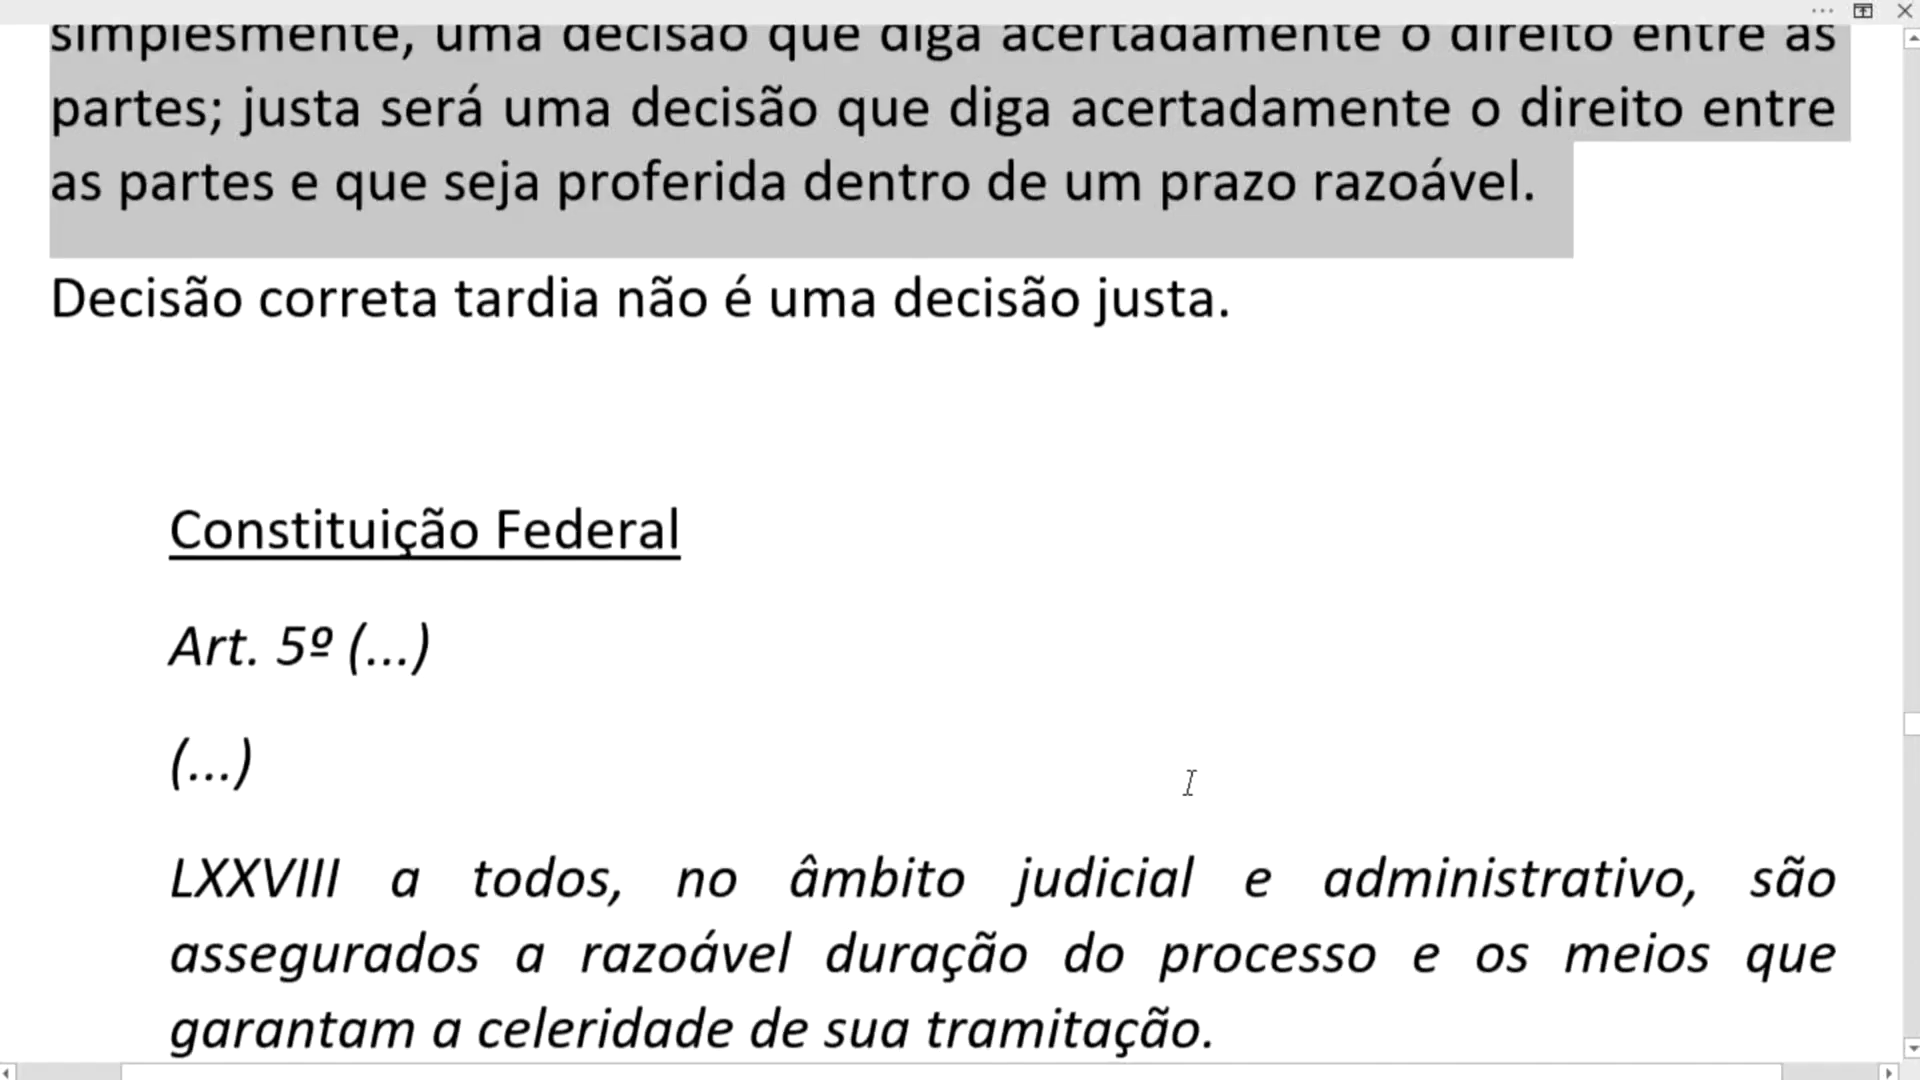 simplesmente, uma decisão que diga acertadamente o direito entre as
partes; justa será uma decisão que diga acertadamente o direito entre
as partes e que seja proferida dentro de um prazo razoável.
Decisão correta tardia não é uma decisão justa.
Constituição Federal
Art. 5º (...)
(...)
LXXVIII a todos, no âmbito judicial e administrativo, são
assegurados a razoável duração do processo e os meios que
garantam a celeridade de sua tramitação.